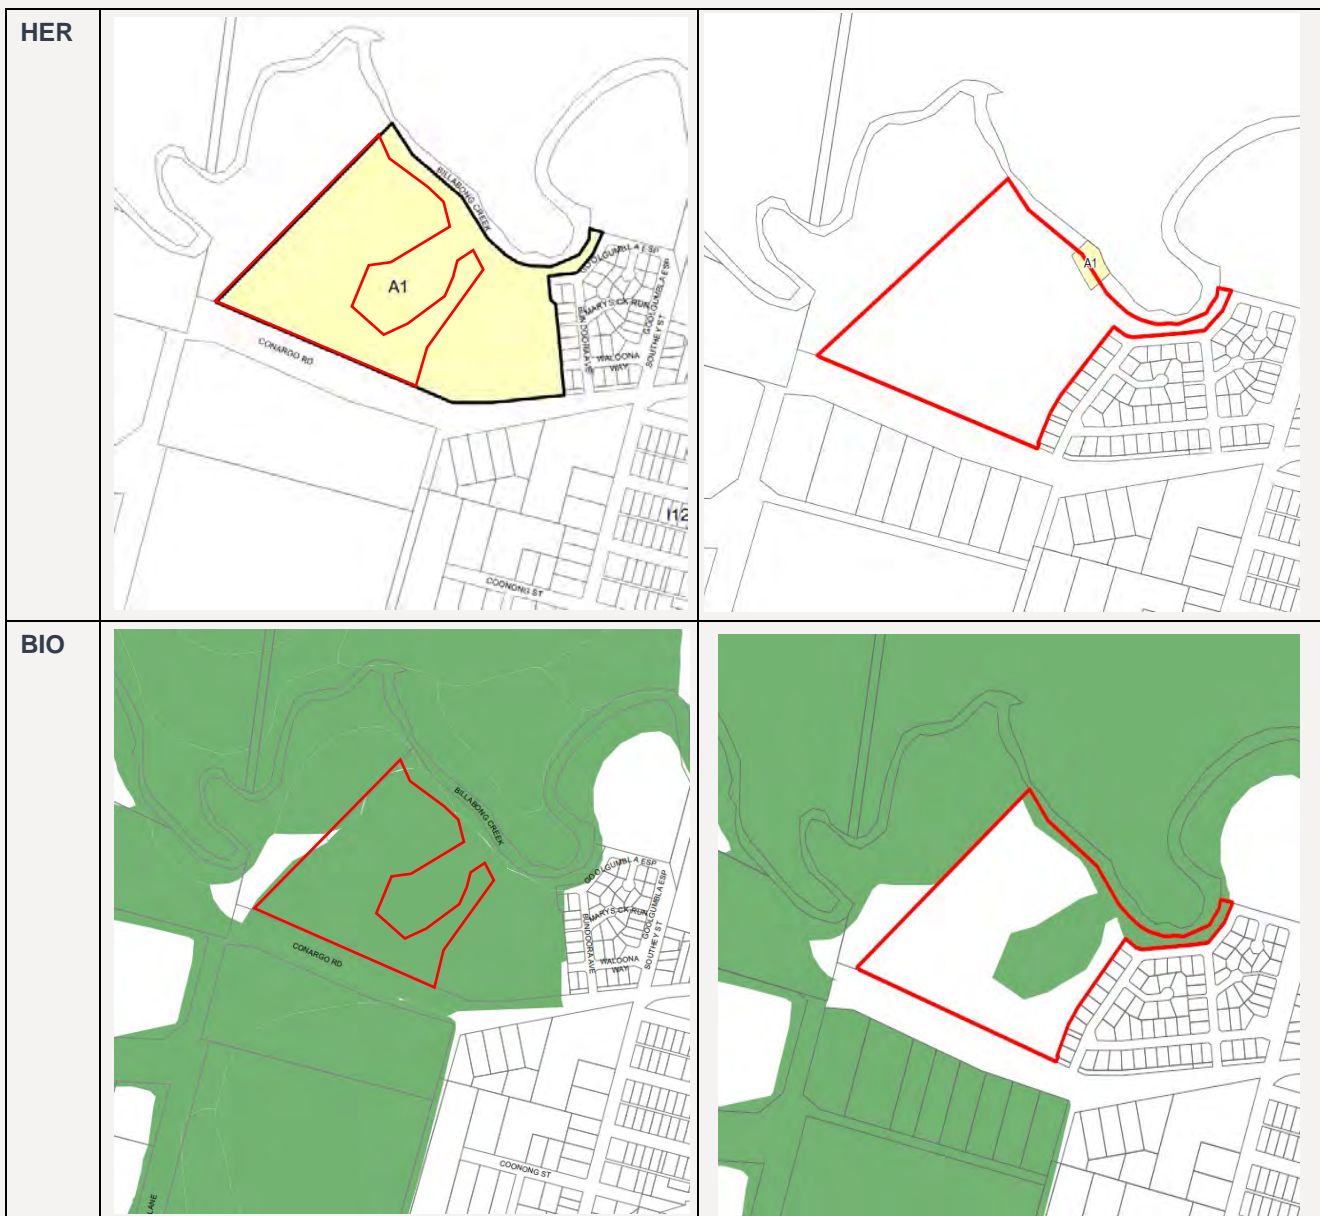 HER
BILLABONG CREEK
GOOLGUMBLA ESP
A1
MARYS CK RUN
GOOLGUMBLA ESP
BUNDOORA AVE
WALOONA
WAY
SOUTHEY ST
CONARGO RD
I12
COONONG ST
A1
BIO
BILLABONG CREEK
GOOLGUMBLA ESP
MARYS CK RUN
GOOLGUMBLA ESP
BUNDOORA AVE
WALOONA
WAY
SOUTHEY ST
CONARGO RD
COONONG ST
LANE